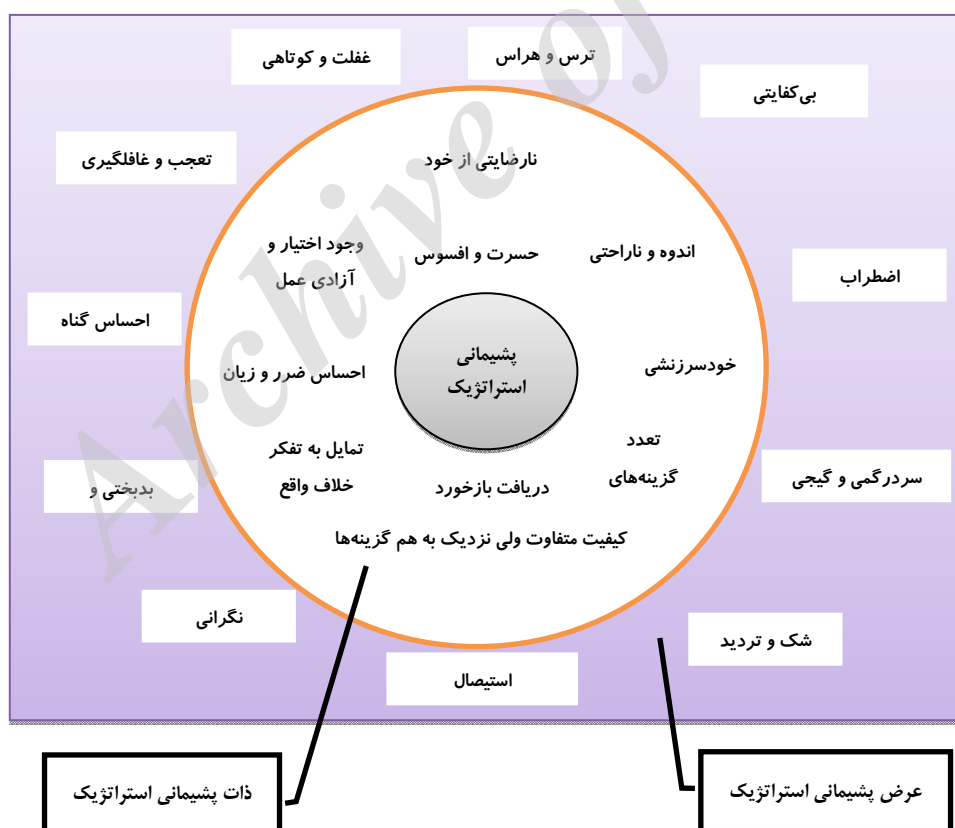 ترس و هراس
غفلت و کوتاهی
بی‌کفایتی
تعجب و غافلگیری
نارضایتی از خود
اندوه و ناراحتی
حسرت و افسوس
وجود اختیار و
آزادی عمل
اضطراب
احساس گناه
پشیمانی
استراتژیک
خودسرزنشی
احساس ضرر و زیان
تعدد
گزینه‌های
تمایل به تفکر
خلاف واقع
دریافت بازخورد
سردرگمی و گیجی
بدبختی و
کیفیت متفاوت ولی نزدیک به هم گزینه‌ها
نگرانی
شک و تردید
استیصال
عرض پشیمانی استراتژیک
ذات پشیمانی استراتژیک
Archive of